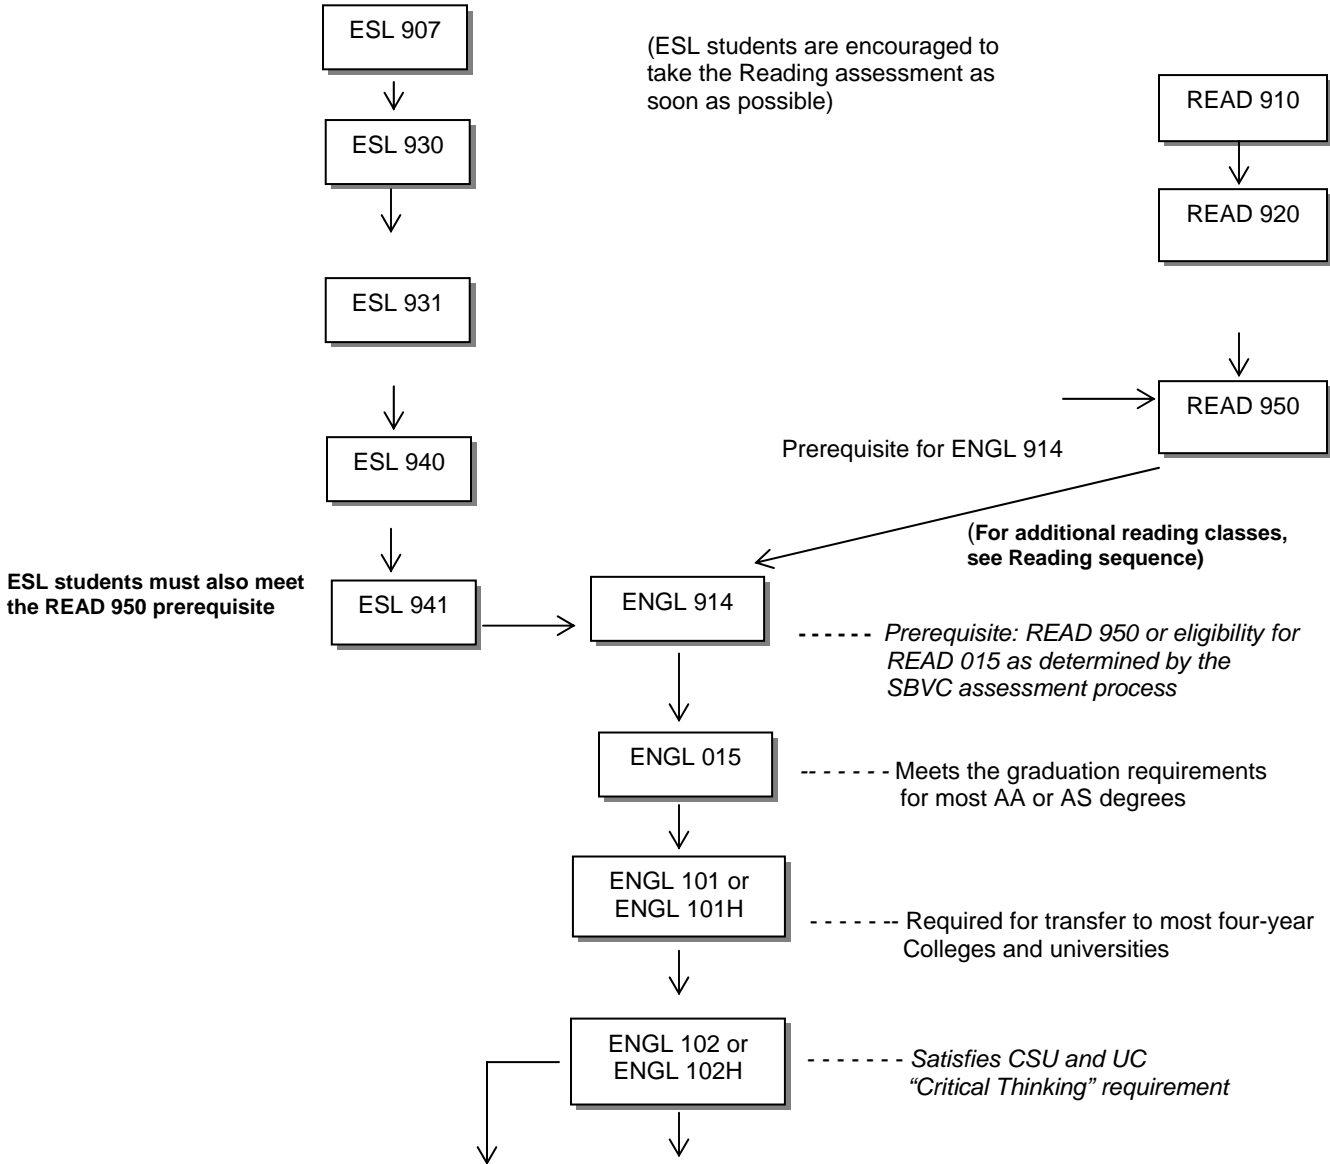 ESL 907
(ESL students are encouraged to
take the Reading assessment as
soon as possible)
READ 910
ESL 930
READ 920
ESL 931
READ 950
Prerequisite for ENGL 914
ESL 940
(For additional reading classes,
see Reading sequence)
ESL students must also meet
the READ 950 prerequisite
ESL 941
ENGL 914
------ Prerequisite: READ 950 or eligibility for
READ 015 as determined by the
SBVC assessment process
ENGL 015
-- - - - - - Meets the graduation requirements
for most AA or AS degrees
ENGL 101 or
ENGL 101H
- - - - - -- Required for transfer to most four-year
Colleges and universities
ENGL 102 or
ENGL 102H
- - - - - - - Satisfies CSU and UC
“Critical Thinking” requirement